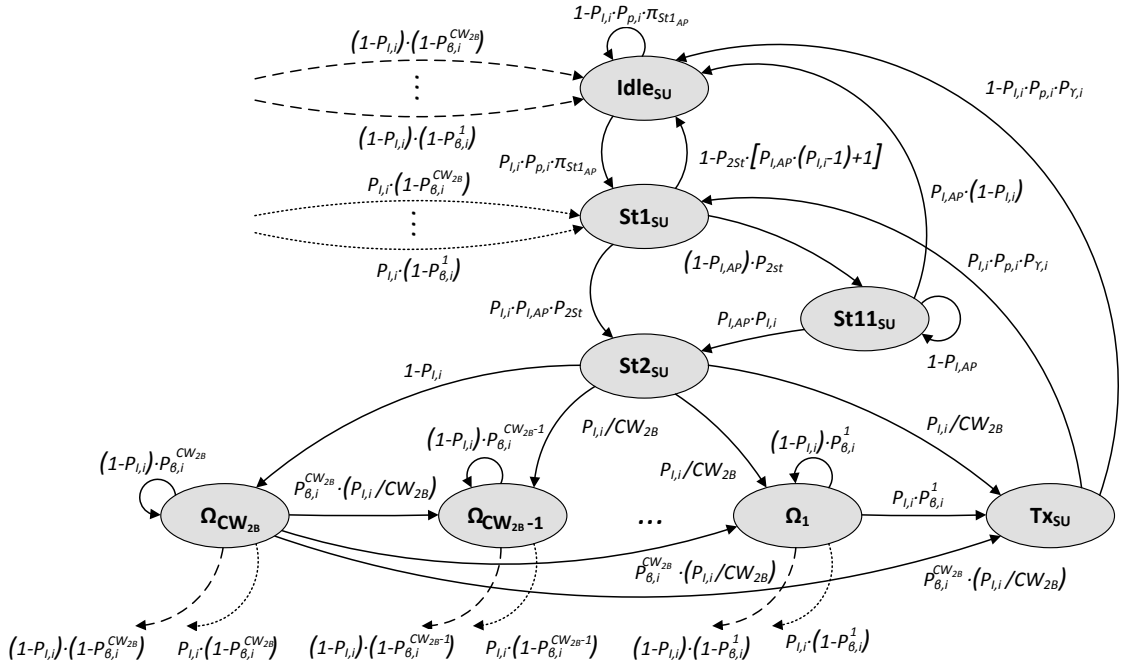 1-P_{I,i}·P_{p,i}·π_{St1_{AP}}
(1-P_{I,i})·(1-P_{β,i}^{CW_{2B}})
⋮
(1-P_{I,i})·(1-P_{β,i}^{1})
Idle_{SU}
1-P_{I,i}·P_{p,i}·P_{Υ,i}
P_{I,i}·P_{p,i}·π_{St1_{AP}}
1-P_{2St}·[P_{I,AP}·(P_{I,i}-1)+1]
P_{I,i}·(1-P_{β,i}^{CW_{2B}})
⋮
P_{I,i}·(1-P_{β,i}^{1})
St1_{SU}
P_{I,AP}·(1-P_{I,i})
(1-P_{I,AP})·P_{2st}
P_{I,i}·P_{p,i}·P_{Υ,i}
P_{I,i}·P_{I,AP}·P_{2St}
P_{I,AP}·P_{I,i}
St11_{SU}
1-P_{I,AP}
St2_{SU}
1-P_{I,i}
P_{I,i}/CW_{2B}
P_{I,i}/CW_{2B}
P_{I,i}/CW_{2B}
(1-P_{I,i})·P_{β,i}^{CW_{2B}}
(1-P_{I,i})·P_{β,i}^{CW_{2B}-1}
(1-P_{I,i})·P_{β,i}^{1}
P_{β,i}^{CW_{2B}}·(P_{I,i}/CW_{2B})
P_{I,i}·P_{β,i}^{1}
Ω_{CW_{2B}}
Ω_{CW_{2B}-1}
...
Ω_{1}
Tx_{SU}
P_{β,i}^{CW_{2B}}·(P_{I,i}/CW_{2B})
P_{β,i}^{CW_{2B}}·(P_{I,i}/CW_{2B})
(1-P_{I,i})·(1-P_{β,i}^{CW_{2B}})
P_{I,i}·(1-P_{β,i}^{CW_{2B}})
(1-P_{I,i})·(1-P_{β,i}^{CW_{2B}-1})
P_{I,i}·(1-P_{β,i}^{CW_{2B}-1})
(1-P_{I,i})·(1-P_{β,i}^{1})
P_{I,i}·(1-P_{β,i}^{1})